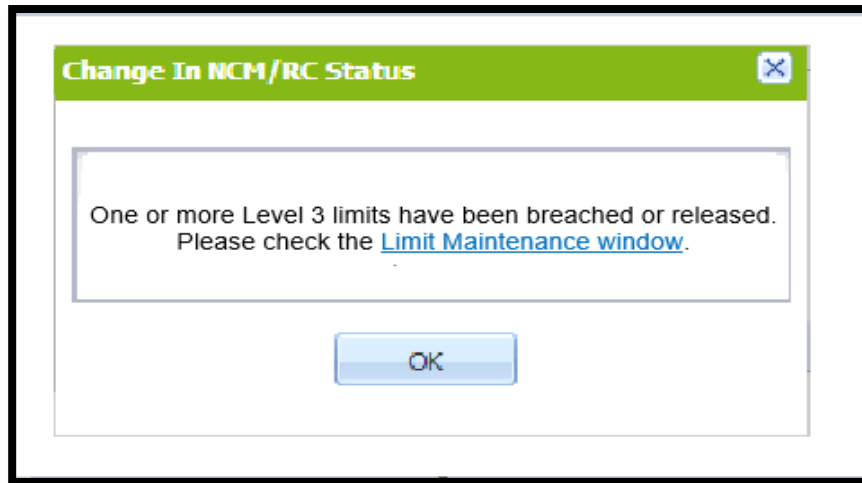 Change In NCM/RC Status
One or more Level 3 limits have been breached or released.
Please check the Limit Maintenance window.
OK